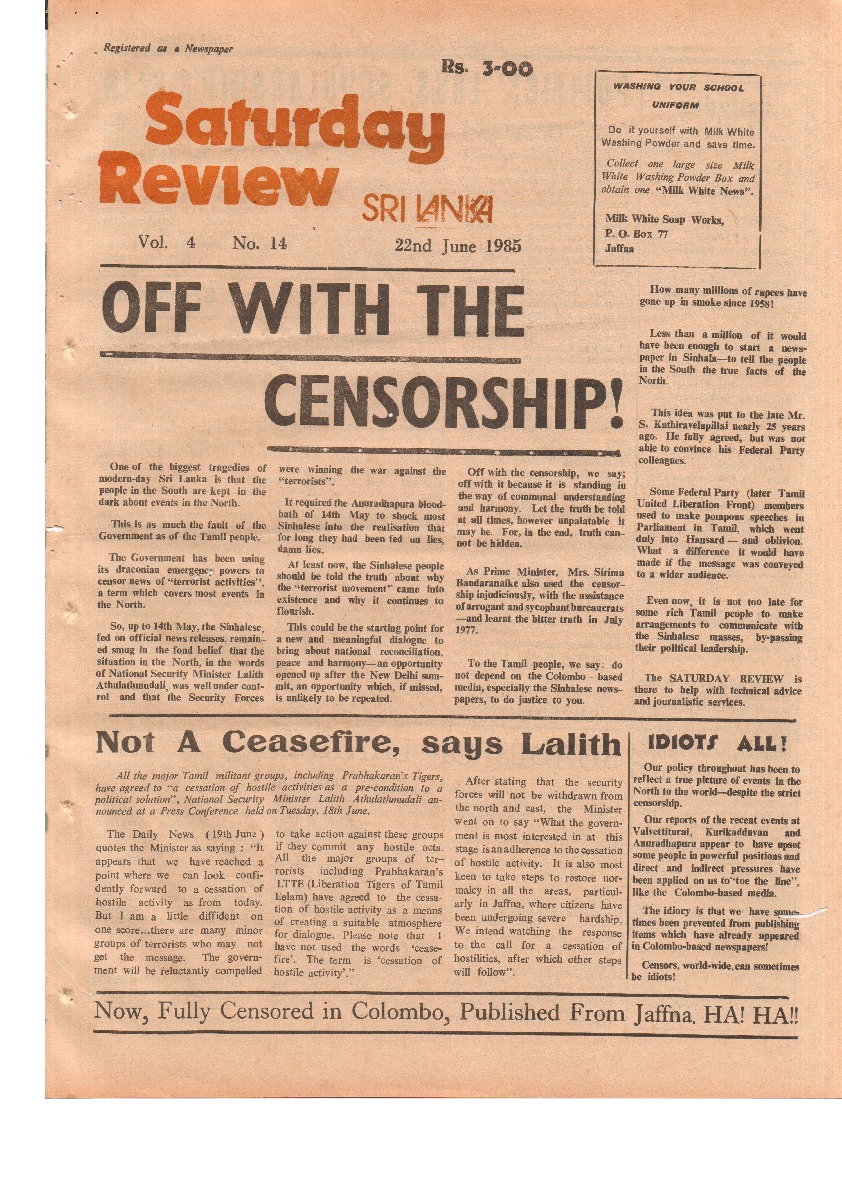 Registered as a Newspaper
Rs. 3-00
Saturday
Review
SRI LANKA
Vol. 4 No. 14 22nd June 1985
WASHING YOUR SCHOOL
UNIFORM
Do it yourself with Milk White
Washing Powder and save time.
Collect one large size Milk
White Washing Powder Box and
obtain one "Milk White News".
Milk White Soap Works,
P. O. Box 77
Jaffna
OFF WITH THE
CENSORSHIP!
One of the biggest tragedies of
modern-day Sri Lanka is that the
people in the South are kept in the
dark about events in the North.
This is as much the fault of the
Government as of the Tamil people.
The Government has been using
its draconian emergency powers to
censor news of "terrorist activities",
a term which covers most events in
the North.
So, up to 14th May, the Sinhalese,
fed on official news releases, remain-
ed smug in the fond belief that the
situation in the North, in the words
of National Security Minister Lalith
Athulathmudali, was well under cont-
rol and that the Security Forces
were winning the war against the
"terrorists".
It required the Anuradhapura blood-
bath of 14th May to shock most
Sinhalese into the realisation that
for long they had been fed on lies,
damn lies.
At least now, the Sinhalese people
should be told the truth about why
the "terrorist movement" came into
existence and why it continues to
flourish.
This could be the starting point for
a new and meaningful dialogue to
bring about national reconciliation,
peace and harmony—an opportunity
opened up after the New Delhi sum-
mit, an opportunity which, if missed,
is unlikely to be repeated.
Off with the censorship, we say;
off with it because it is standing in
the way of communal understanding
and harmony. Let the truth be told
at all times, however unpalatable it
may be. For, in the end, truth can-
not be hidden.
As Prime Minister, Mrs. Sirima
Bandaranaike also used the censor-
ship injudiciously, with the assistance
of arrogant and sycophant bureaucrats
—and learnt the bitter truth in July
1977.
To the Tamil people, we say: do
not depend on the Colombo - based
media, especially the Sinhalese news-
papers, to do justice to you.
How many millions of rupees have
gone up in smoke since 1958!
Less than a million of it would
have been enough to start a news-
paper in Sinhala—to tell the people
in the South the true facts of the
North.
This idea was put to the late Mr.
S. Kathiravelupillai nearly 25 years
ago. He fully agreed, but was not
able to convince his Federal Party
colleagues.
Some Federal Party (later Tamil
United Liberation Front) members
used to make pompous speeches in
Parliament in Tamil, which went
duly into Hansard — and oblivion.
What a difference it would have
made if the message was conveyed
to a wider audience.
Even now, it is not too late for
some rich Tamil people to make
arrangements to communicate with
the Sinhalese masses, by-passing
their political leadership.
The SATURDAY REVIEW is
there to help with technical advice
and journalistic services.
Not A Ceasefire, says Lalith
All the major Tamil militant groups, including Prabhakaran's Tigers,
have agreed to "a cessation of hostile activities as a pre-condition to a
political solution", National Security Minister Lalith Athulathmudali an-
nounced at a Press Conference held on Tuesday, 18th June.
The Daily News (19th June)
quotes the Minister as saying : "It
appears that we have reached a
point where we can look confi-
dently forward to a cessation of
hostile activity as from today.
But I am a little diffident on
one score...there are many minor
groups of terrorists who may not
get the message. The govern-
ment will be reluctantly compelled
to take action against these groups
if they commit any hostile acts.
All the major groups of ter-
rorists including Prabhakaran's
LTTE (Liberation Tigers of Tamil
Eelam) have agreed to the cessa-
tion of hostile activity as a means
of creating a suitable atmosphere
for dialogue. Please note that I
have not used the words 'cease-
fire'. The term is 'cessation of
hostile activity'."
After stating that the security
forces will not be withdrawn from
the north and east, the Minister
went on to say "What the govern-
ment is most interested in at this
stage is an adherence to the cessation
of hostile activity. It is also most
keen to take steps to restore nor-
malcy in all the areas, particul-
arly in Jaffna, where citizens have
been undergoing severe hardship.
We intend watching the response
to the call for a cessation of
hostilities, after which other steps
will follow".
IDIOTS ALL!
Our policy throughout has been to
reflect a true picture of events in the
North to the world—despite the strict
censorship.
Our reports of the recent events at
Valvettiturai, Kurikadduvan and
Anuradhapura appear to have upset
some people in powerful positions and
direct and indirect pressures have
been applied on us to "toe the line",
like the Colombo-based media.
The idiocy is that we have some-
times been prevented from publishing
items which have already appeared
in Colombo-based newspapers!
Censors, world-wide, can sometimes
be idiots!
Now, Fully Censored in Colombo, Published From Jaffna. HA! HA!!